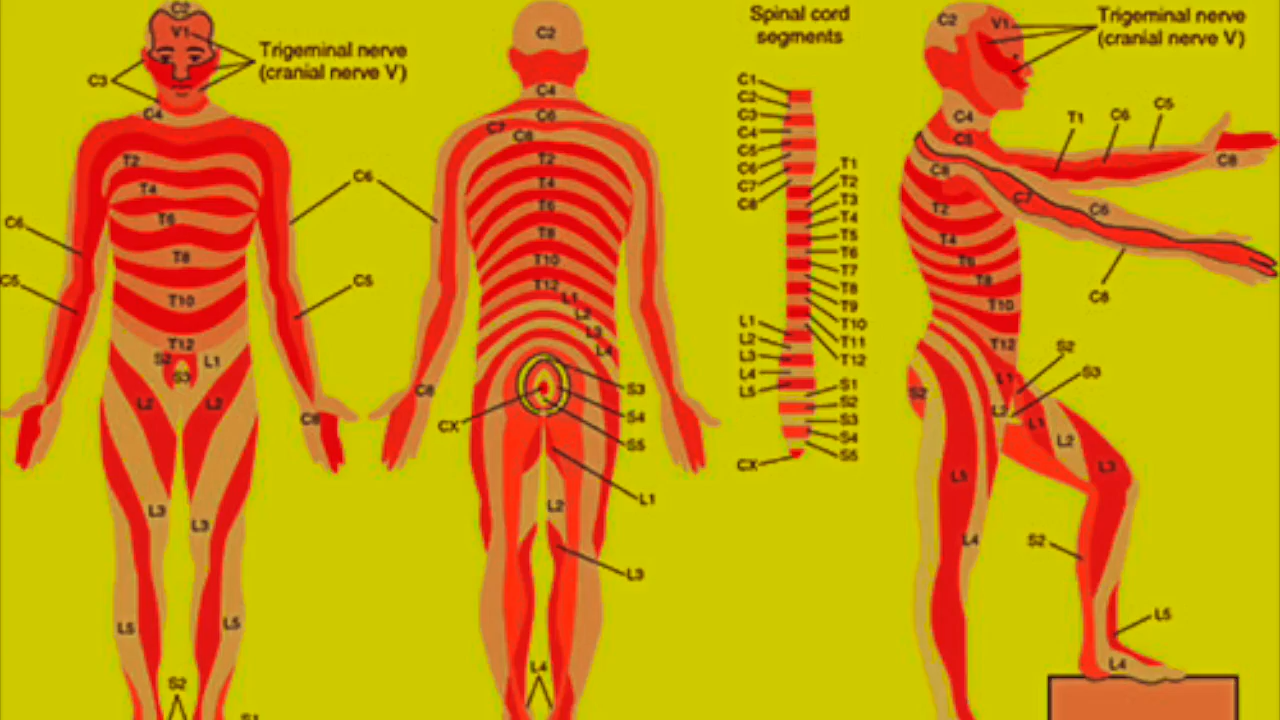 C2
V1
Trigeminal nerve
(cranial nerve V)
C3
C4
T2
T4
T6
T8
T10
T12
S2
L1
S3
L2
L2
C6
C5
C6
C5
C8
L3
L3
L5
L5
S2
S1
C2
C4
C6
C7
C8
T2
T4
T6
T8
T10
T12
L1
L2
L3
L4
C8
S3
S4
S5
CX
L1
L2
L3
L4
Spinal cord
segments
C1
C2
C3
C4
C5
C6
C7
C8
T1
T2
T3
T4
T5
T6
T7
T8
T9
T10
T11
T12
L1
L2
L3
L4
L5
S1
S2
S3
S4
S5
CX
C2
V1
Trigeminal nerve
(cranial nerve V)
C4
C5
T1
C6
C5
C8
C8
C7
C6
C8
T2
T4
T6
T8
T10
T12
L1
S2
S3
L2
S2
L1
L2
L3
L5
L4
S2
L5
L4